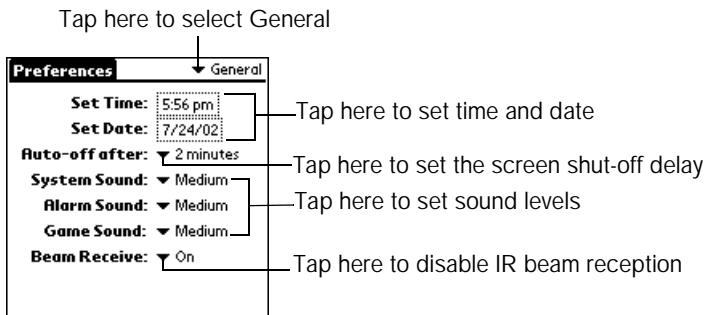 Tap here to select General
Preferences General
Set Time: 5:56 pm
Set Date: 7/24/02
Tap here to set time and date
Auto-off after: 2 minutes
Tap here to set the screen shut-off delay
System Sound: Medium
Alarm Sound: Medium
Game Sound: Medium
Tap here to set sound levels
Beam Receive: On
Tap here to disable IR beam reception